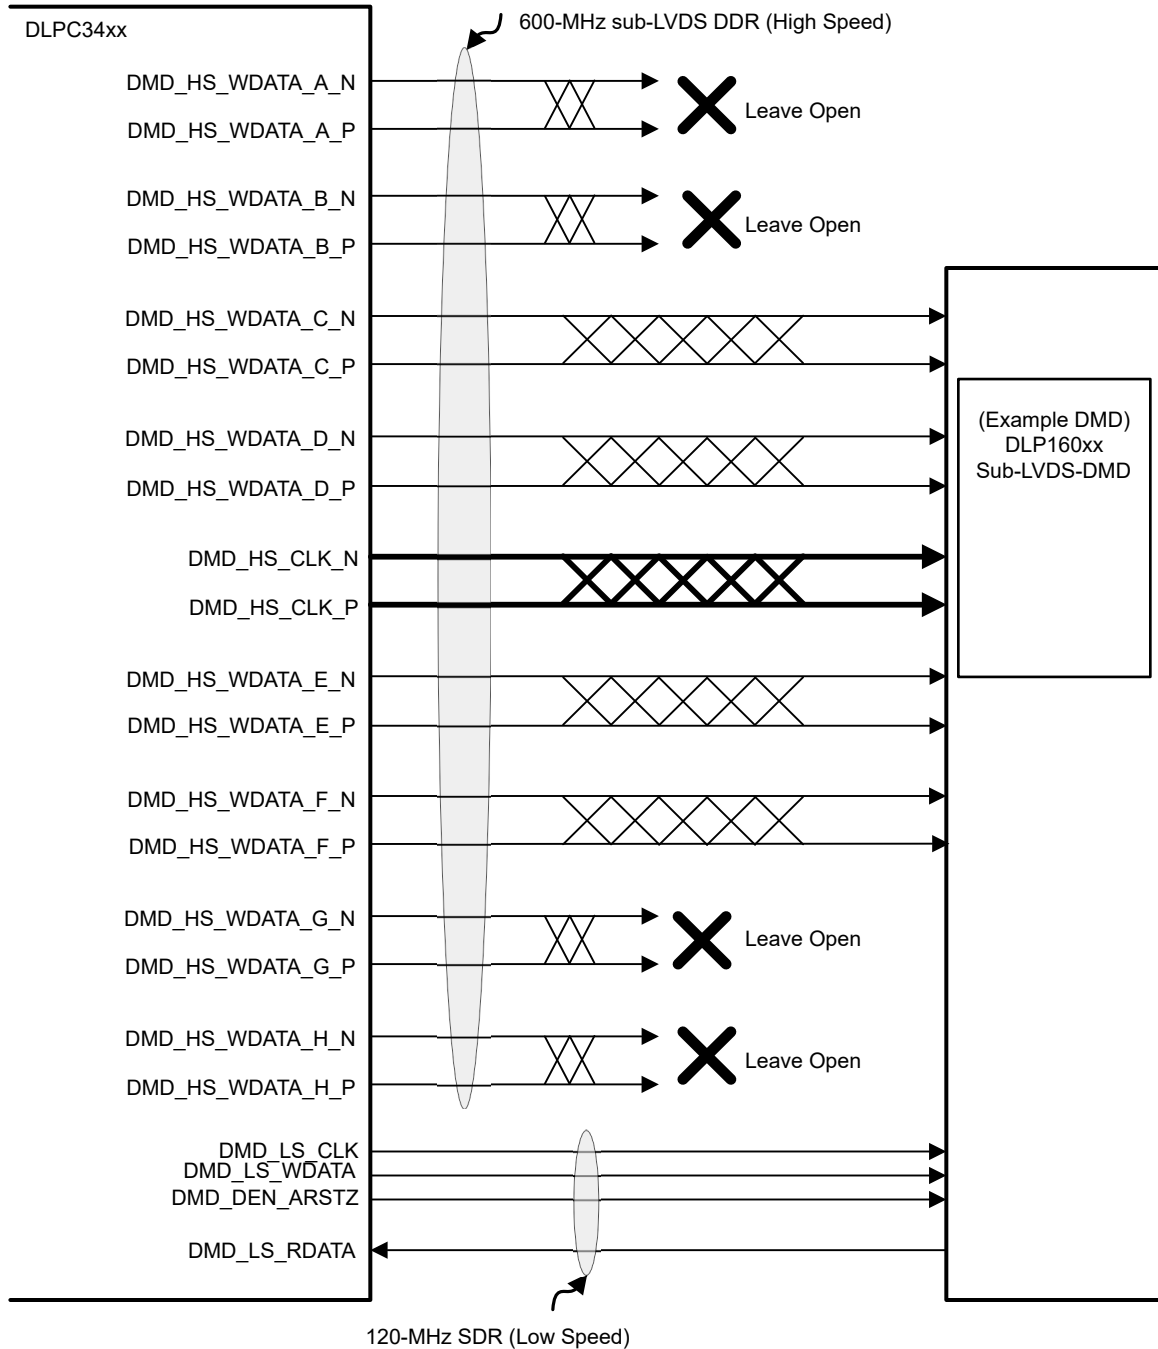 600-MHz sub-LVDS DDR (High Speed)
DLPC34xx
DMD_HS_WDATA_A_N
Leave Open
DMD_HS_WDATA_A_P
DMD_HS_WDATA_B_N
Leave Open
DMD_HS_WDATA_B_P
DMD_HS_WDATA_C_N
DMD_HS_WDATA_C_P
(Example DMD)
DLP160xx
Sub-LVDS-DMD
DMD_HS_WDATA_D_N
DMD_HS_WDATA_D_P
DMD_HS_CLK_N
DMD_HS_CLK_P
DMD_HS_WDATA_E_N
DMD_HS_WDATA_E_P
DMD_HS_WDATA_F_N
DMD_HS_WDATA_F_P
DMD_HS_WDATA_G_N
Leave Open
DMD_HS_WDATA_G_P
DMD_HS_WDATA_H_N
Leave Open
DMD_HS_WDATA_H_P
DMD_LS_CLK
DMD_LS_WDATA
DMD_DEN_ARSTZ
DMD_LS_RDATA
120-MHz SDR (Low Speed)